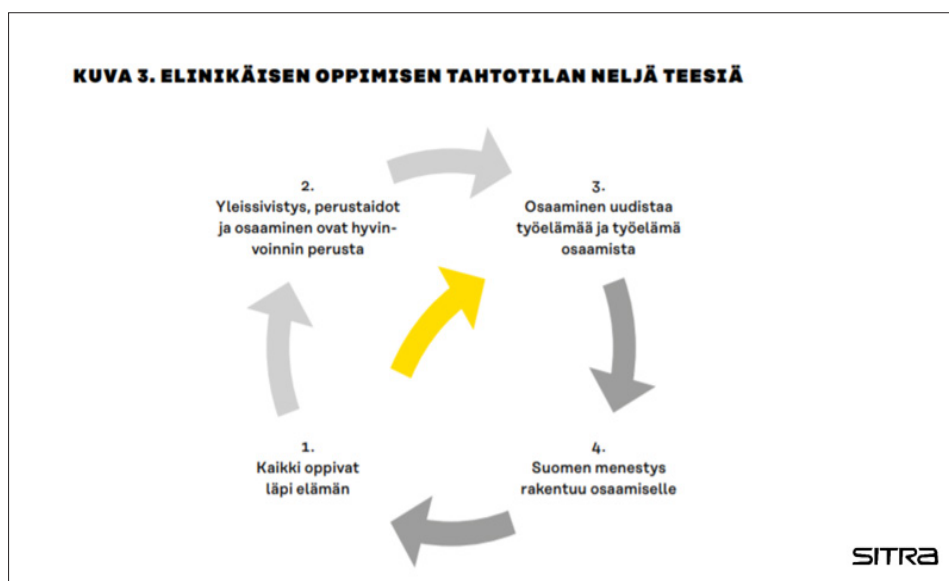 KUVA 3. ELINIKÄISEN OPPIMISEN TAHTOTILAN NELJÄ TEESIÄ
2.
Yleissivistys, perustaidot
ja osaaminen ovat hyvin-
voinnin perusta
3.
Osaaminen uudistaa
työelämää ja työelämä
osaamista
1.
Kaikki oppivat
läpi elämän
4.
Suomen menestys
rakentuu osaamiselle
SITRA